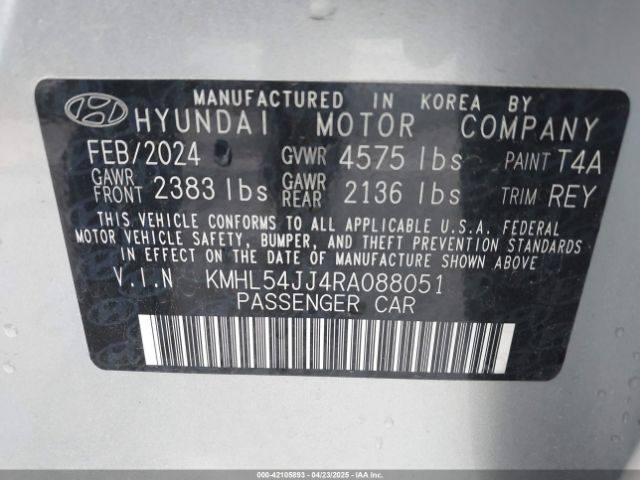 MANUFACTURED IN KOREA BY
HYUNDAI MOTOR COMPANY
FEB/2024 GVWR 4575 lbs PAINT T4A
GAWR FRONT 2383 lbs GAWR REAR 2136 lbs TRIM REY
THIS VEHICLE CONFORMS TO ALL APPLICABLE U.S.A. FEDERAL
MOTOR VEHICLE SAFETY, BUMPER, AND THEFT PREVENTION STANDARDS
IN EFFECT ON THE DATE OF MANUFACTURE SHOWN ABOVE.
V.I.N KMHL54JJ4RA088051
PASSENGER CAR
000-42105893 - 04/23/2025 - IAAI.COM